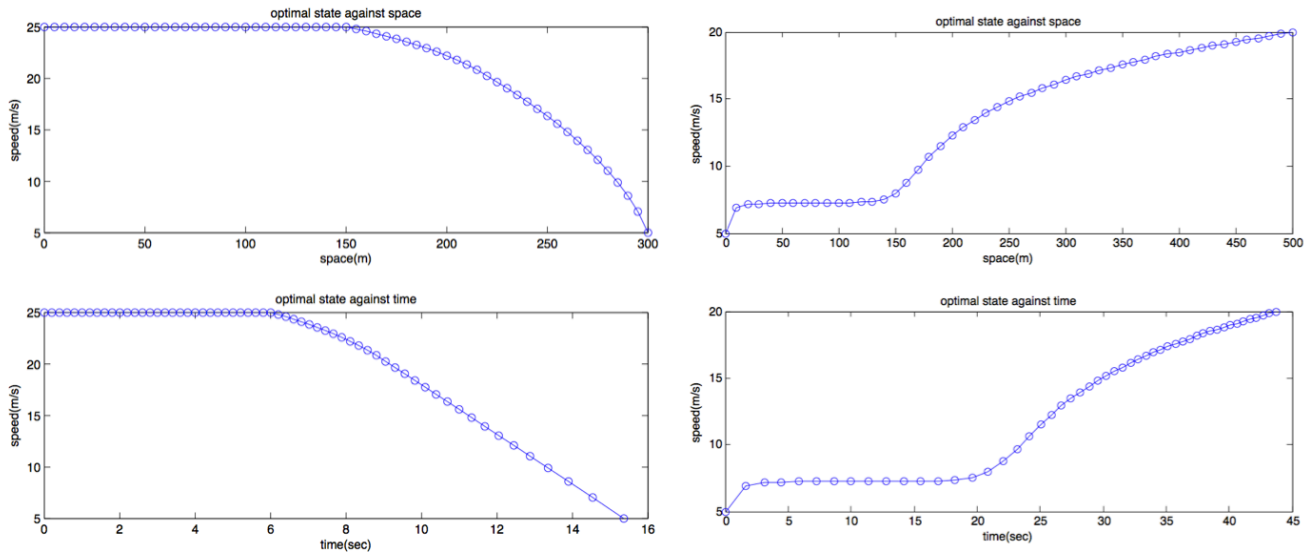 optimal state against space
25
20
15
10
5
speed(m/s)
0 50 100 150 200 250 300
space(m)
optimal state against time
25
20
15
10
5
speed(m/s)
0 2 4 6 8 10 12 14 16
time(sec)
optimal state against space
20
15
10
5
speed(m/s)
0 50 100 150 200 250 300 350 400 450 500
space(m)
optimal state against time
20
15
10
5
speed(m/s)
0 5 10 15 20 25 30 35 40 45
time(sec)